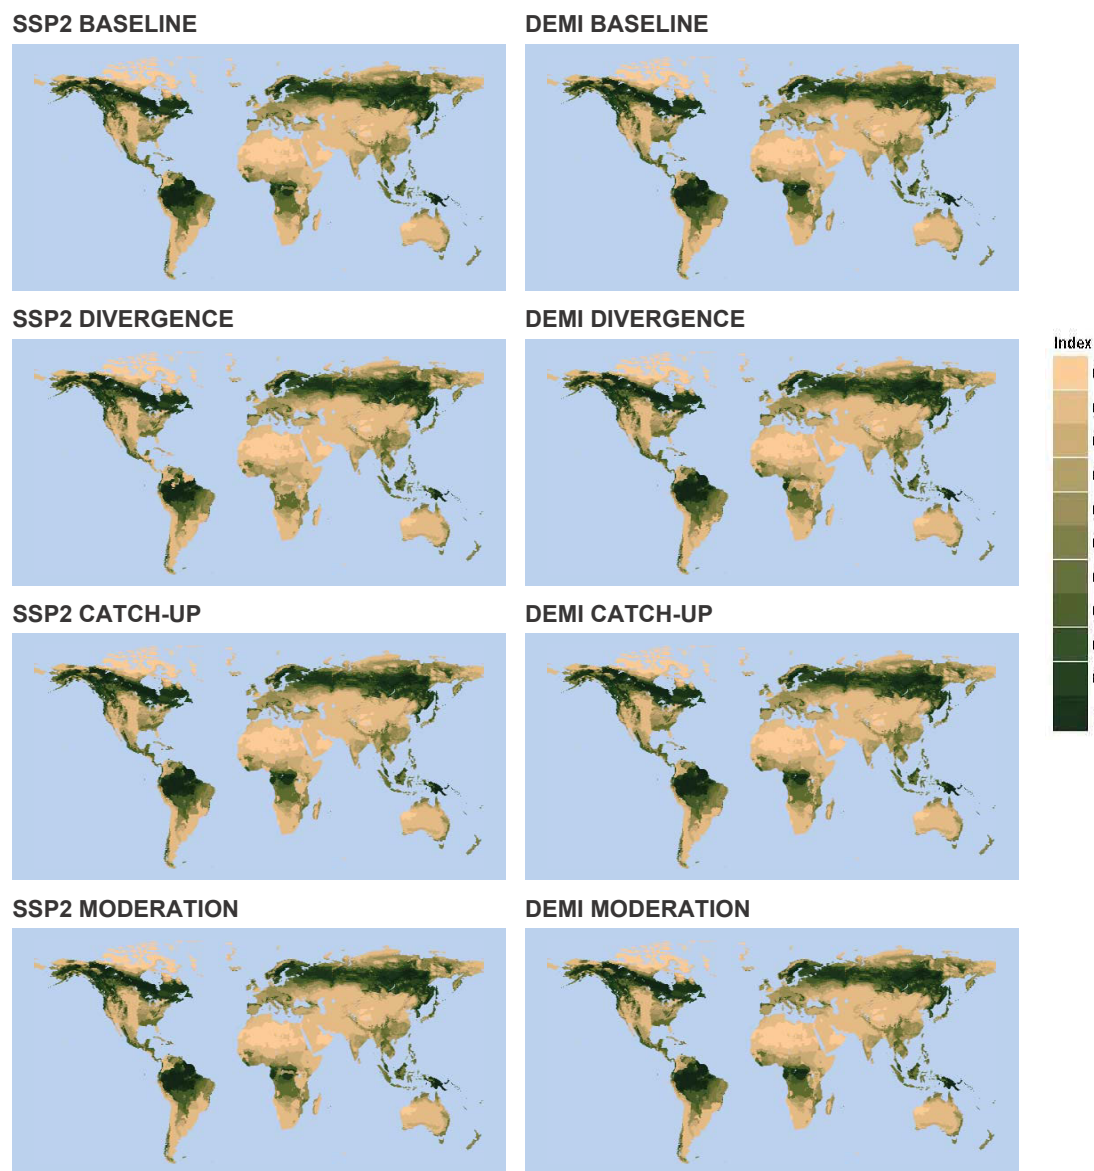 SSP2 BASELINE
DEMI BASELINE
SSP2 DIVERGENCE
DEMI DIVERGENCE
Index
SSP2 CATCH-UP
DEMI CATCH-UP
SSP2 MODERATION
DEMI MODERATION